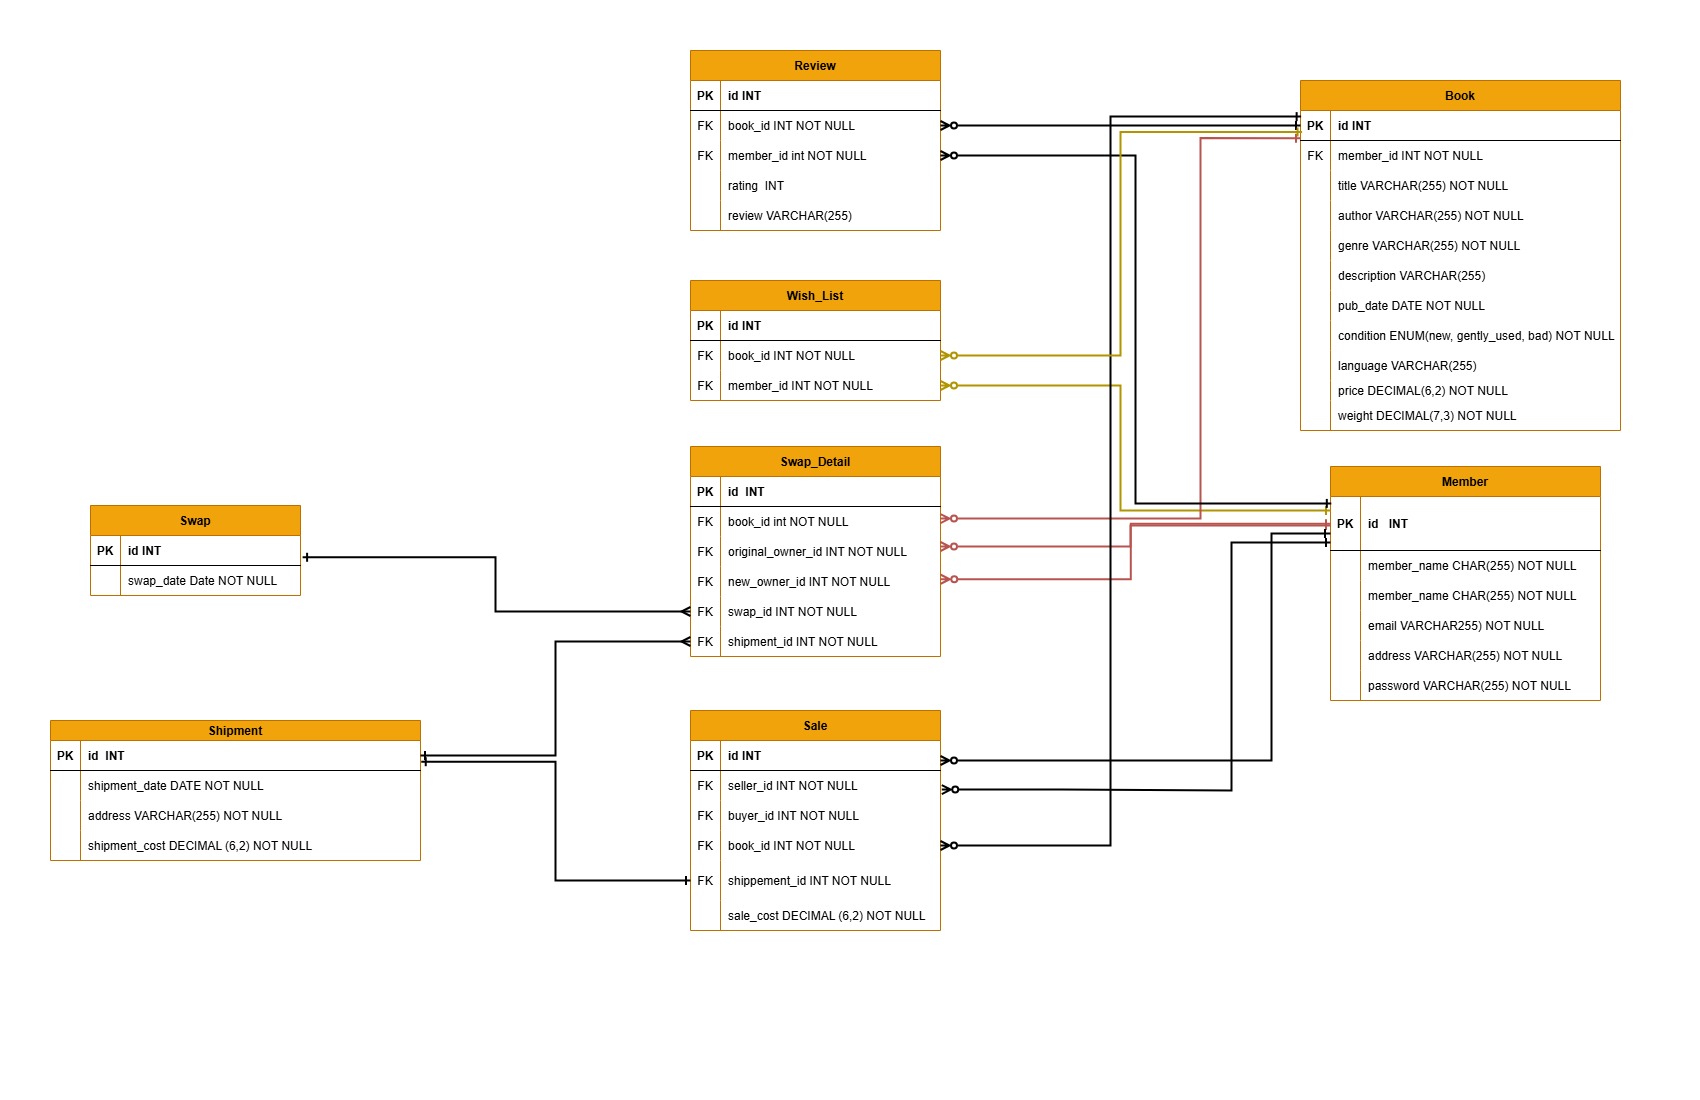 Review
PK id INT
FK book_id INT NOT NULL
FK member_id int NOT NULL
rating  INT
review VARCHAR(255)
Book
PK id INT
FK member_id INT NOT NULL
title VARCHAR(255) NOT NULL
author VARCHAR(255) NOT NULL
genre VARCHAR(255) NOT NULL
description VARCHAR(255)
pub_date DATE NOT NULL
condition ENUM(new, gently_used, bad) NOT NULL
language VARCHAR(255)
price DECIMAL(6,2) NOT NULL
weight DECIMAL(7,3) NOT NULL
Wish_List
PK id INT
FK book_id INT NOT NULL
FK member_id INT NOT NULL
Swap_Detail
PK id  INT
FK book_id int NOT NULL
FK original_owner_id INT NOT NULL
FK new_owner_id INT NOT NULL
FK swap_id INT NOT NULL
FK shipment_id INT NOT NULL
Member
PK id   INT
member_name CHAR(255) NOT NULL
member_name CHAR(255) NOT NULL
email VARCHAR255) NOT NULL
address VARCHAR(255) NOT NULL
password VARCHAR(255) NOT NULL
Swap
PK id INT
swap_date Date NOT NULL
Shipment
PK id  INT
shipment_date DATE NOT NULL
address VARCHAR(255) NOT NULL
shipment_cost DECIMAL (6,2) NOT NULL
Sale
PK id INT
FK seller_id INT NOT NULL
FK buyer_id INT NOT NULL
FK book_id INT NOT NULL
FK shippement_id INT NOT NULL
sale_cost DECIMAL (6,2) NOT NULL